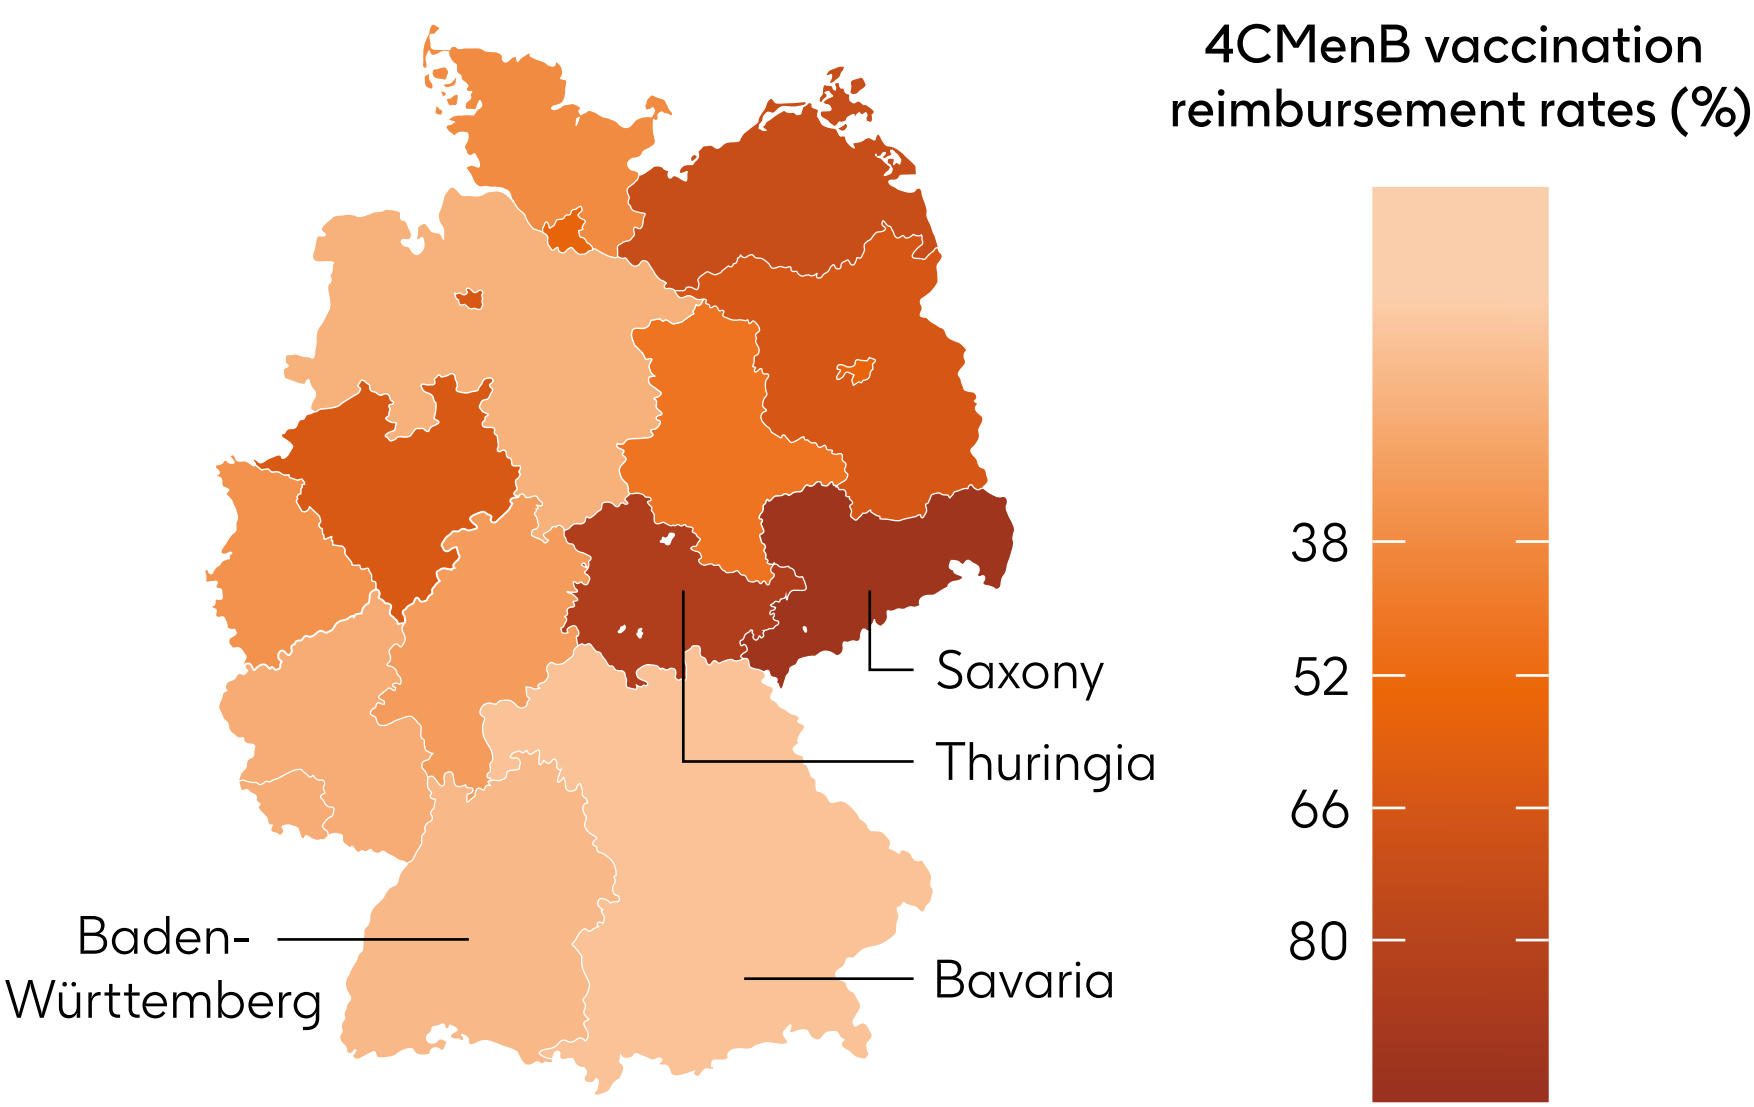 4CMenB vaccination
reimbursement rates (%)
38
52
66
80
Saxony
Thuringia
Baden-
Württemberg
Bavaria